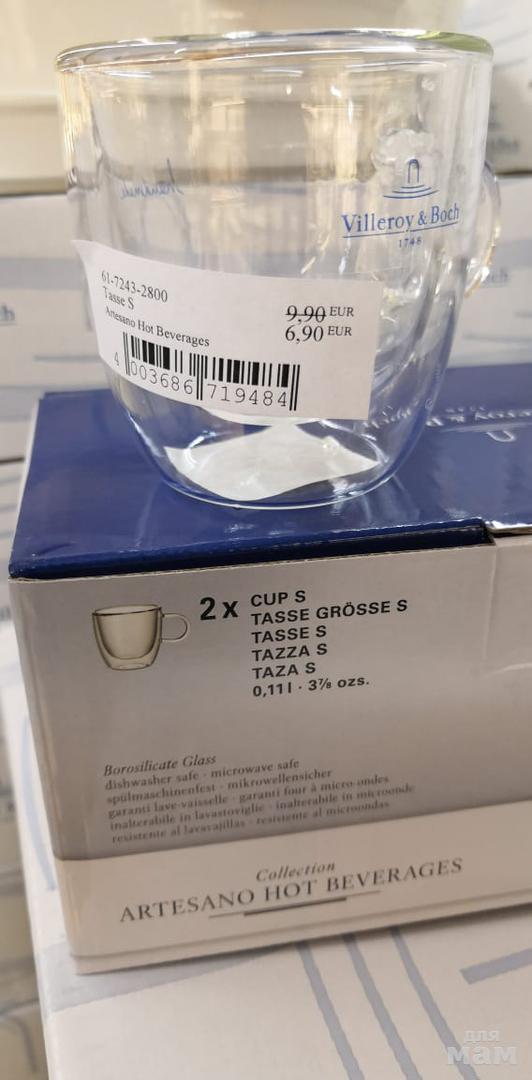 Villeroy & Boch
1748
61-7243-2800
Tasse S
Artesano Hot Beverages
9,90 EUR
6,90 EUR
4 003686 719484
2 x CUP S
TASSE GRÖSSE S
TASSE S
TAZZA S
TAZA S
0,11 l · 3⅞ ozs.
Borosilicate Glass
dishwasher safe · microwave safe
spülmaschinenfest · mikrowellensicher
garanti lave-vaisselle · garanti four à micro-ondes
inalterabile in lavastoviglie · inalterabile in microonde
resistente al lavavajillas · resistente al microondas
Collection
ARTESANO HOT BEVERAGES
для
мам